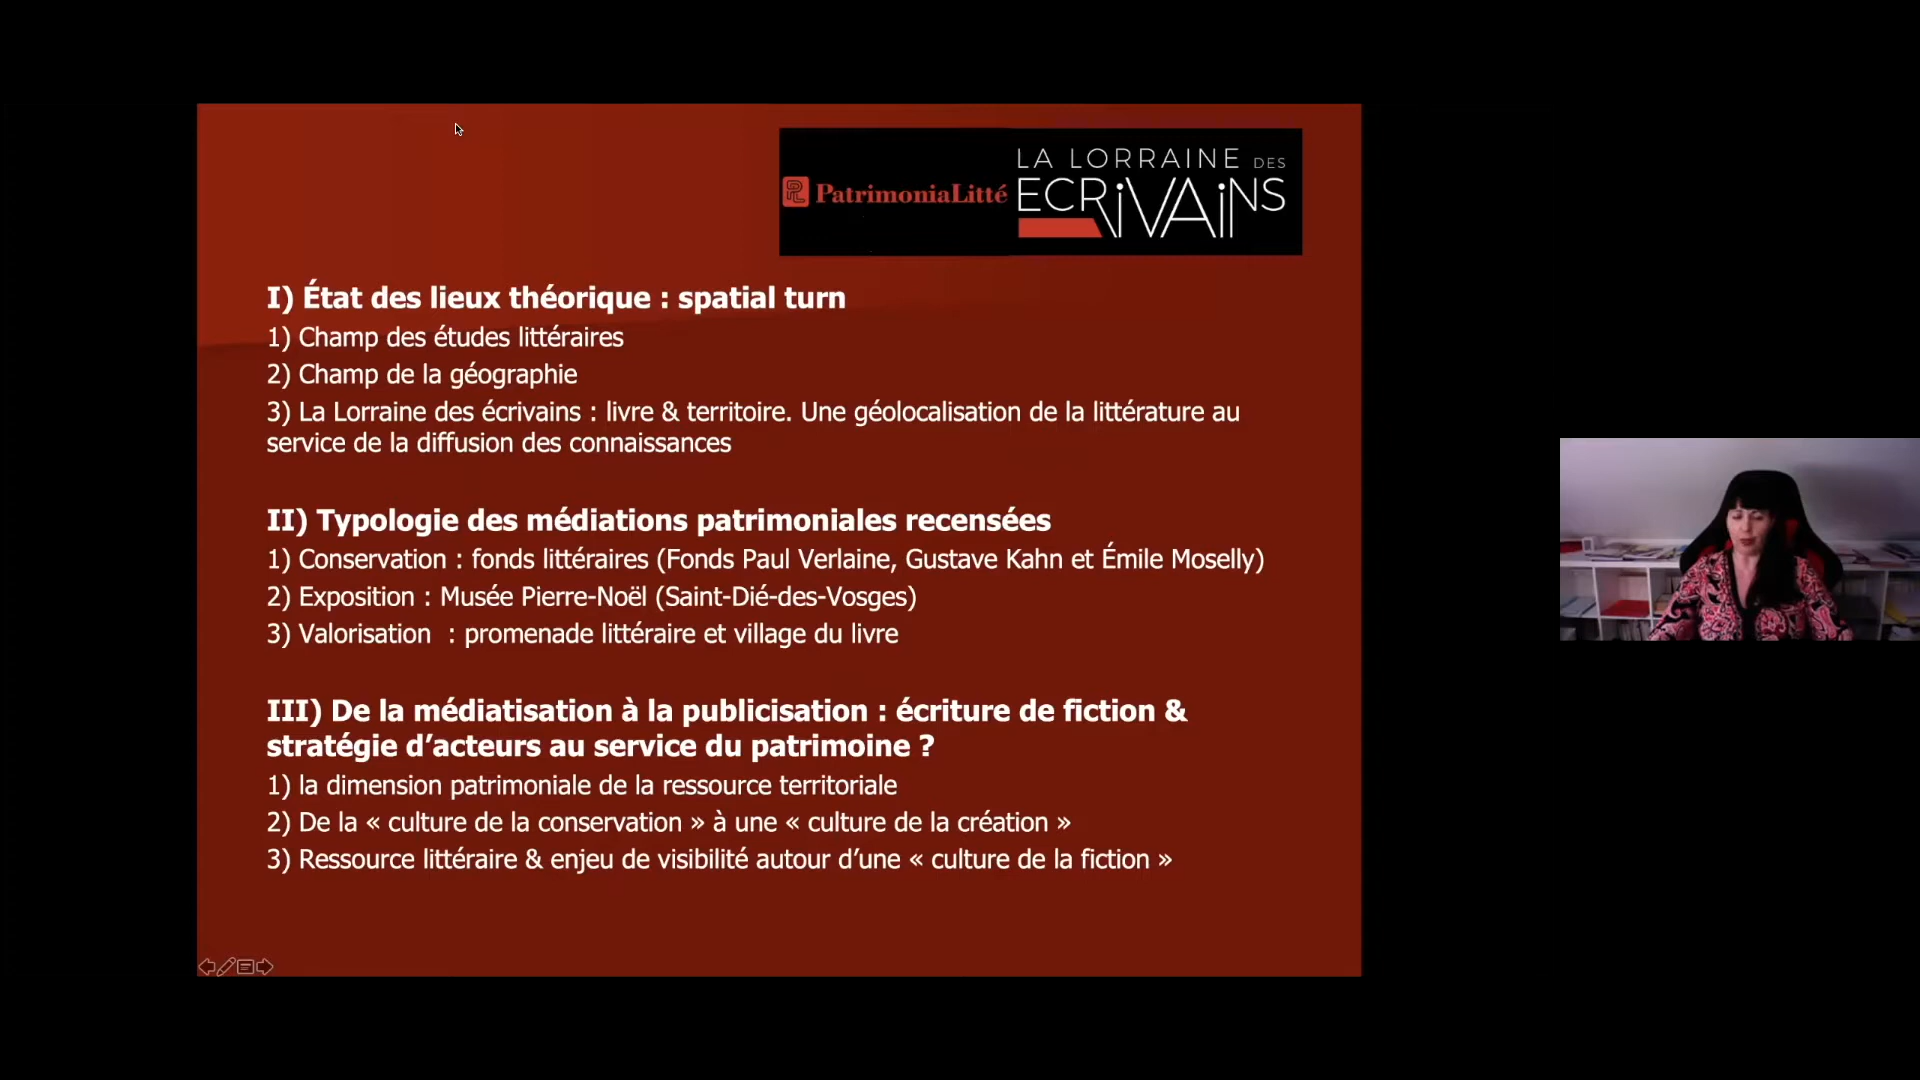 PatrimoniaLitté
LA LORRAINE DES
ECRiVAiNS
I) État des lieux théorique : spatial turn
1) Champ des études littéraires
2) Champ de la géographie
3) La Lorraine des écrivains : livre & territoire. Une géolocalisation de la littérature au
service de la diffusion des connaissances
II) Typologie des médiations patrimoniales recensées
1) Conservation : fonds littéraires (Fonds Paul Verlaine, Gustave Kahn et Émile Moselly)
2) Exposition : Musée Pierre-Noël (Saint-Dié-des-Vosges)
3) Valorisation : promenade littéraire et village du livre
III) De la médiatisation à la publicisation : écriture de fiction &
stratégie d’acteurs au service du patrimoine ?
1) la dimension patrimoniale de la ressource territoriale
2) De la « culture de la conservation » à une « culture de la création »
3) Ressource littéraire & enjeu de visibilité autour d’une « culture de la fiction »